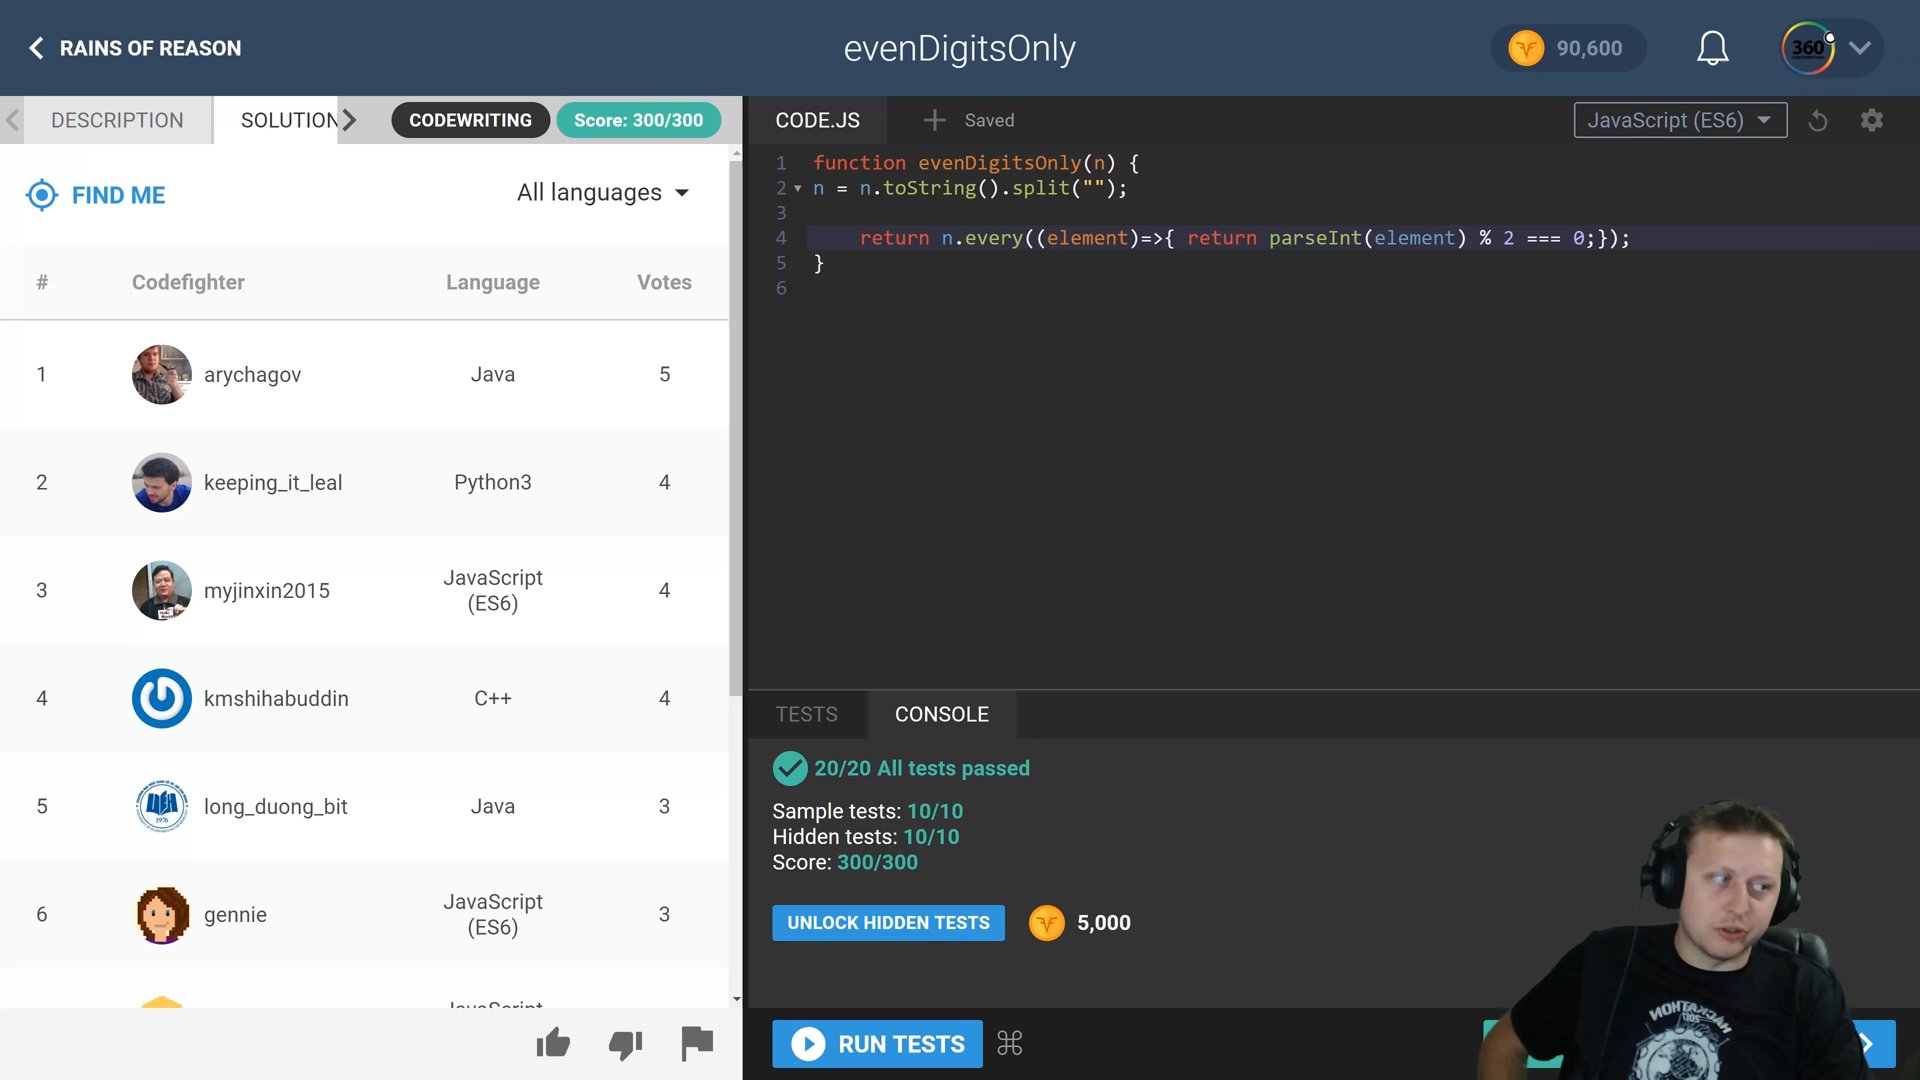 RAINS OF REASON
evenDigitsOnly
90,600
360
DESCRIPTION
SOLUTION
CODEWRITING
Score: 300/300
CODE.JS
Saved
JavaScript (ES6)
FIND ME
All languages
# Codefighter Language Votes
1 arychagov Java 5
2 keeping_it_leal Python3 4
3 myjinxin2015 JavaScript (ES6) 4
4 kmshihabuddin C++ 4
5 long_duong_bit Java 3
6 gennie JavaScript (ES6) 3
JavaScript
1 function evenDigitsOnly(n) {
2 n = n.toString().split("");
3
4 return n.every((element)=>{ return parseInt(element) % 2 === 0;});
5 }
6
TESTS
CONSOLE
20/20 All tests passed
Sample tests: 10/10
Hidden tests: 10/10
Score: 300/300
UNLOCK HIDDEN TESTS
5,000
RUN TESTS
HACKATHON
2017